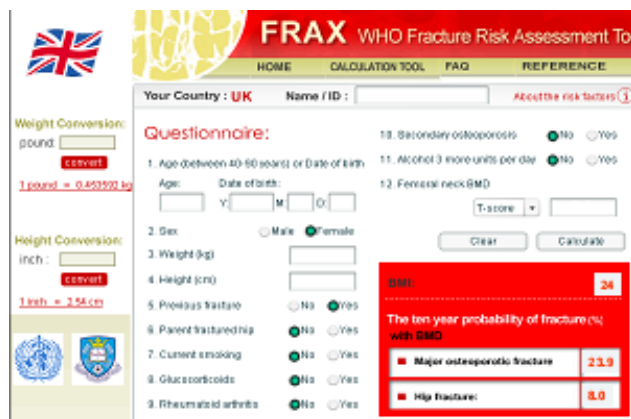 FRAX WHO Fracture Risk Assessment To
HOME CALCULATION TOOL FAQ REFERENCE
Your Country : UK Name / ID : About the risk factors
Weight Conversion:
pound:
convert
1 pound = 0.453592 kg
Height Conversion:
inch :
convert
1 inch = 2.54 cm
Questionnaire:
1. Age (between 40-90 years) or Date of birth
Age: Date of birth:
Y: M: D:
2. Sex Male Female
3. Weight (kg)
4. Height (cm)
5. Previous fracture No Yes
6. Parent fractured hip No Yes
7. Current smoking No Yes
8. Glucocorticoids No Yes
9. Rheumatoid arthritis No Yes
10. Secondary osteoporosis No Yes
11. Alcohol 3 more units per day No Yes
12. Femoral neck BMD
T-score
Clear Calculate
BMI: 24
The ten year probability of fracture (%)
with BMD
Major osteoporotic fracture 23.9
Hip fracture: 8.0